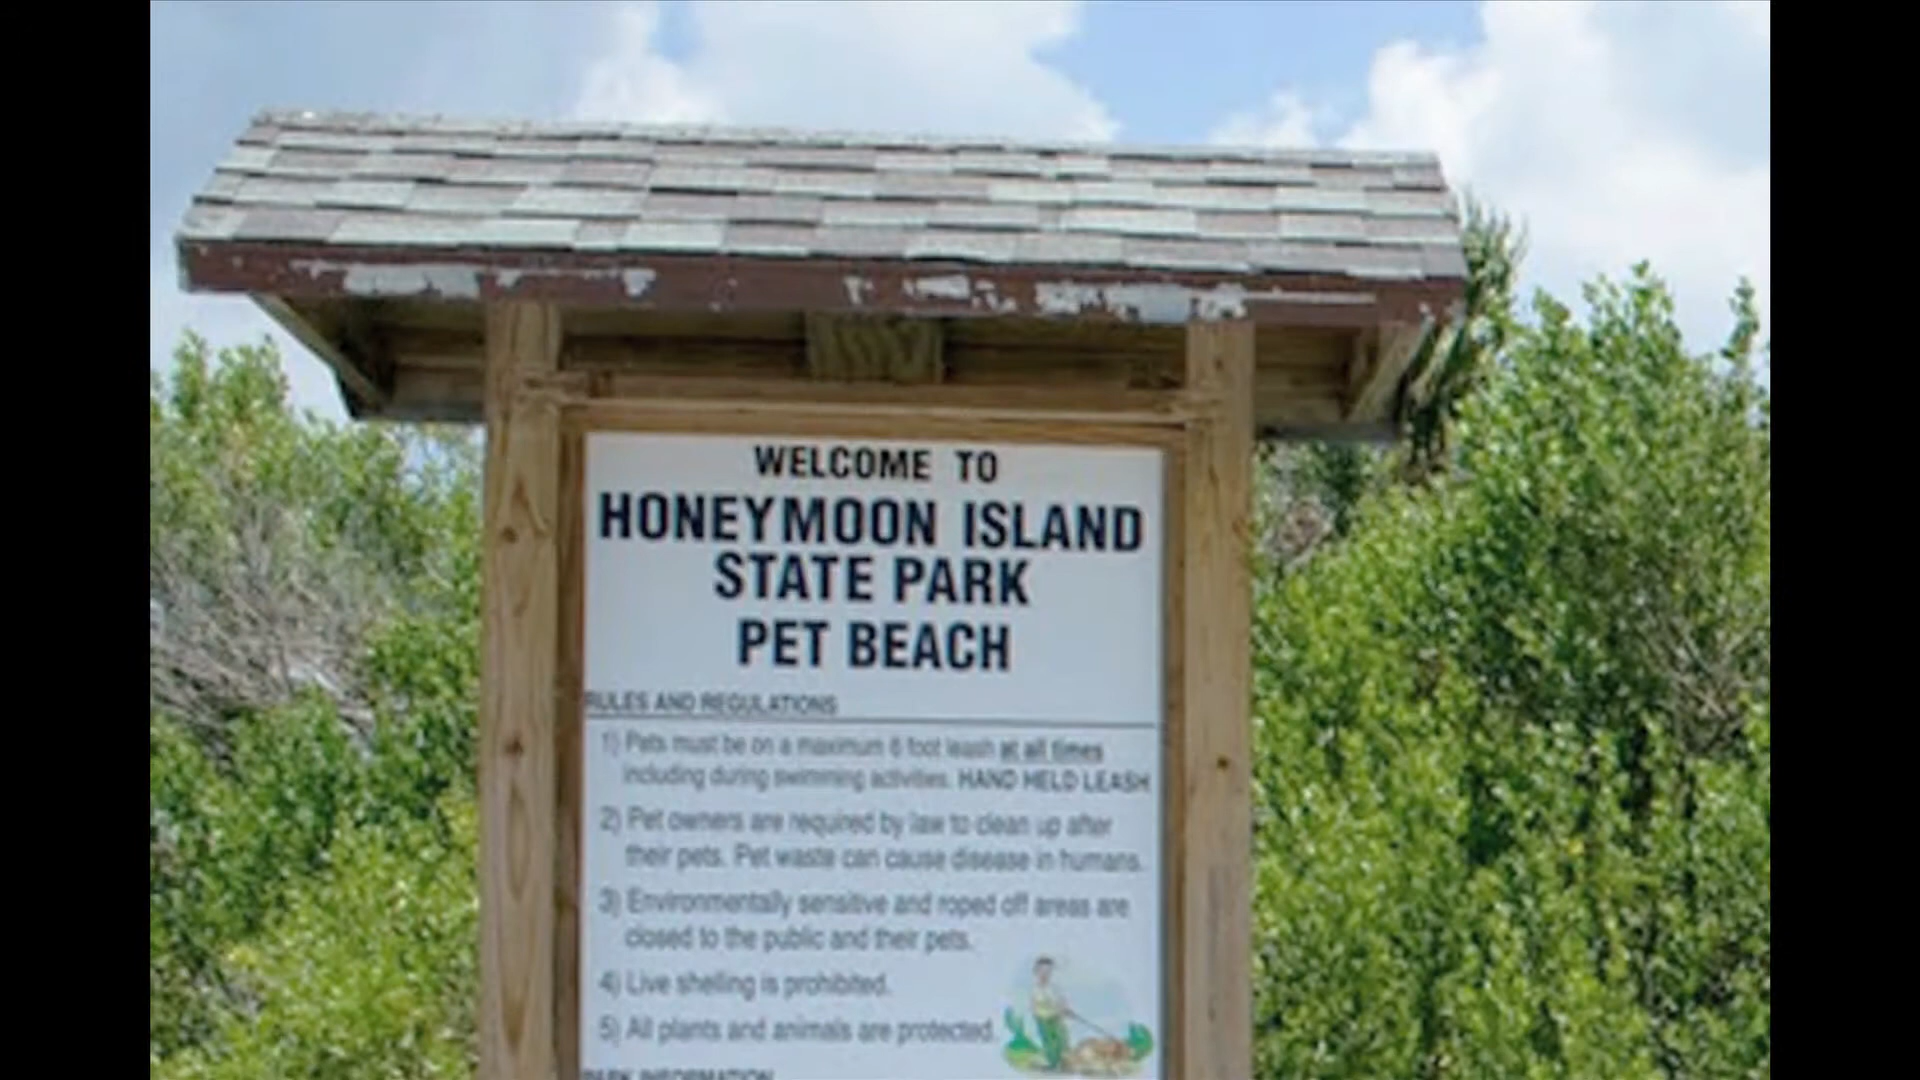 WELCOME TO
HONEYMOON ISLAND
STATE PARK
PET BEACH
RULES AND REGULATIONS
1) Pets must be on a maximum 6 foot leash at all times
including during swimming activities. HAND HELD LEASH
2) Pet owners are required by law to clean up after
their pets. Pet waste can cause disease in humans.
3) Environmentally sensitive and roped off areas are
closed to the public and their pets.
4) Live shelling is prohibited.
5) All plants and animals are protected.
PARK INFORMATION